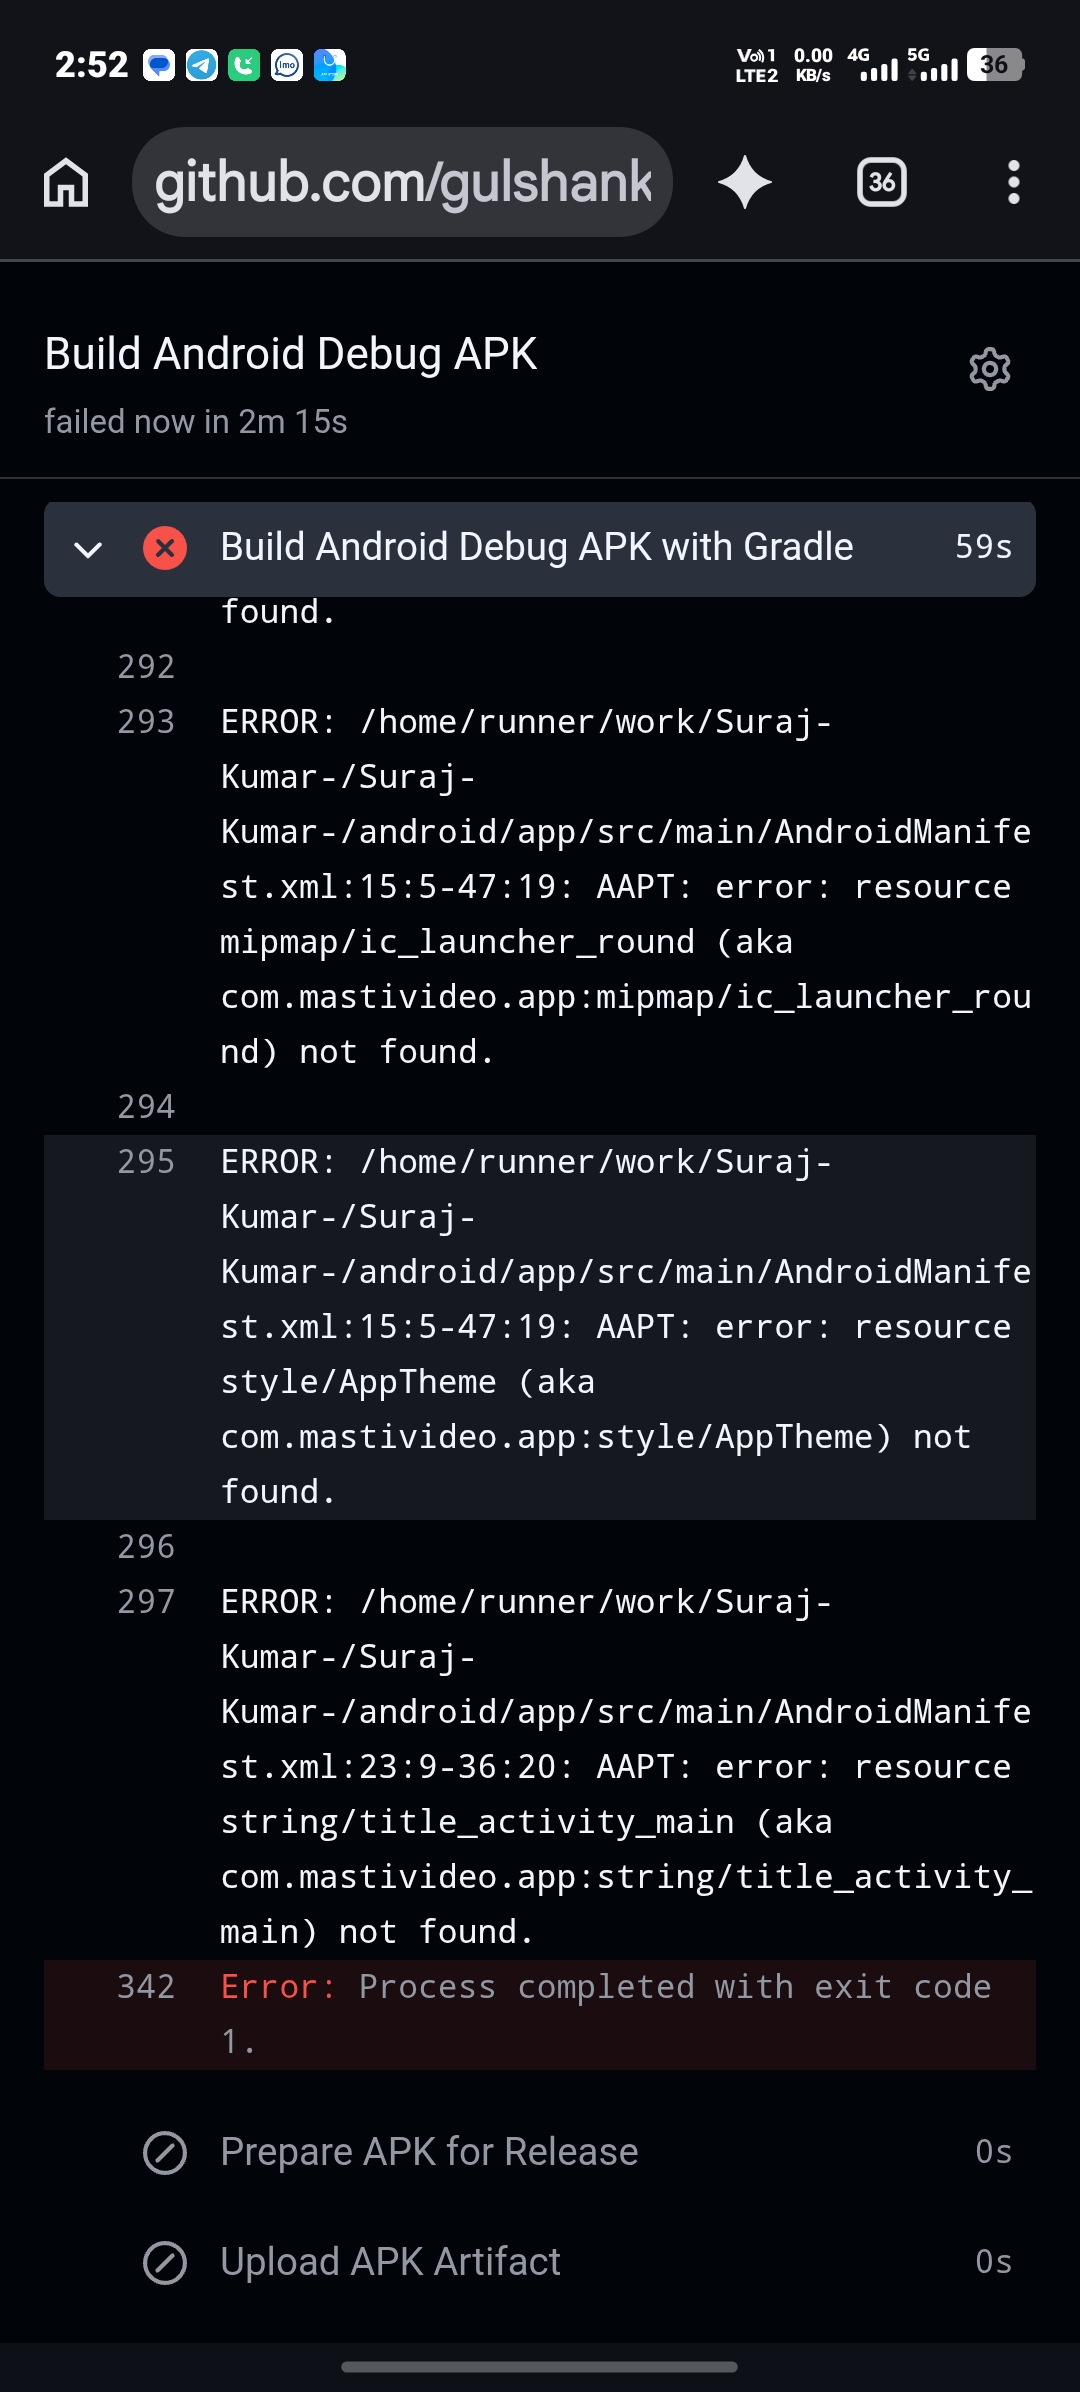 2:52
imo
Vo)) 1
LTE2
0.00
KB/s
4G
5G
36
github.com/gulshank
36
Build Android Debug APK
failed now in 2m 15s
Build Android Debug APK with Gradle 59s
found.
292
293 ERROR: /home/runner/work/Suraj-
Kumar-/Suraj-
Kumar-/android/app/src/main/AndroidManife
st.xml:15:5-47:19: AAPT: error: resource
mipmap/ic_launcher_round (aka
com.mastivideo.app:mipmap/ic_launcher_rou
nd) not found.
294
295 ERROR: /home/runner/work/Suraj-
Kumar-/Suraj-
Kumar-/android/app/src/main/AndroidManife
st.xml:15:5-47:19: AAPT: error: resource
style/AppTheme (aka
com.mastivideo.app:style/AppTheme) not
found.
296
297 ERROR: /home/runner/work/Suraj-
Kumar-/Suraj-
Kumar-/android/app/src/main/AndroidManife
st.xml:23:9-36:20: AAPT: error: resource
string/title_activity_main (aka
com.mastivideo.app:string/title_activity_
main) not found.
342 Error: Process completed with exit code
1.
Prepare APK for Release 0s
Upload APK Artifact 0s